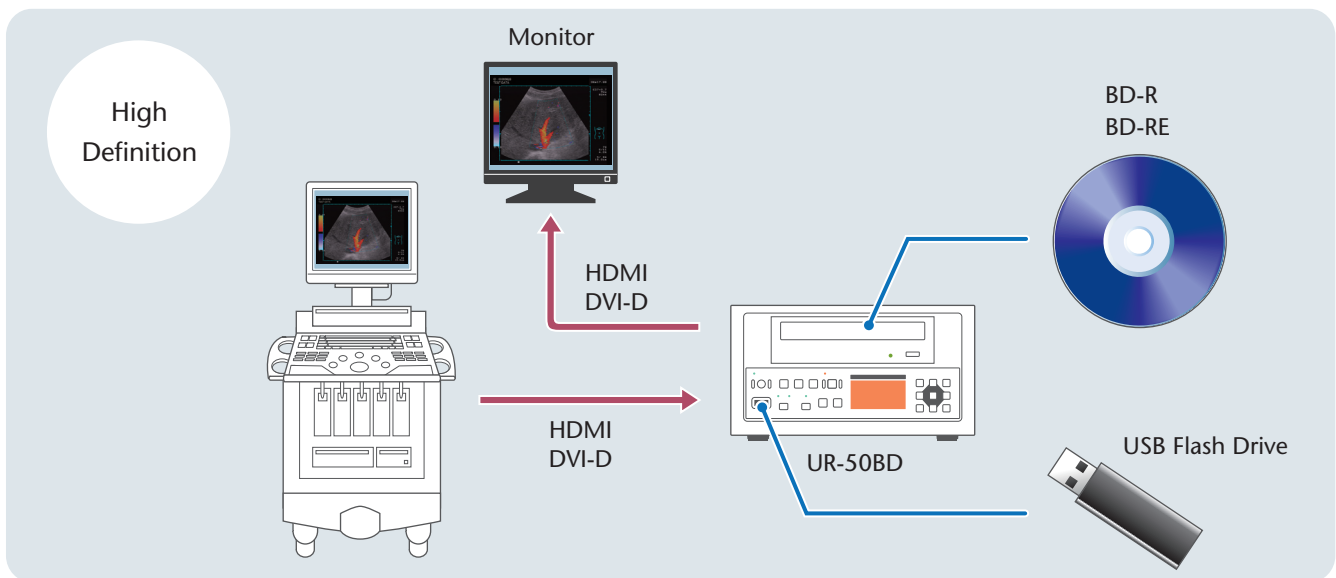 High
Definition
Monitor
HDMI
DVI-D
HDMI
DVI-D
UR-50BD
BD-R
BD-RE
USB Flash Drive